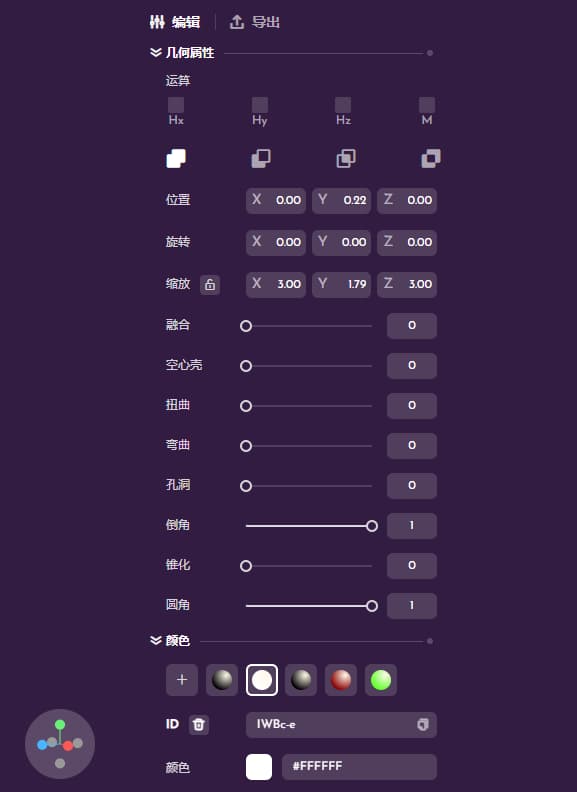 编辑 导出
几何属性
运算
Hx Hy Hz M
位置 X 0.00 Y 0.22 Z 0.00
旋转 X 0.00 Y 0.00 Z 0.00
缩放 X 3.00 Y 1.79 Z 3.00
融合 0
空心壳 0
扭曲 0
弯曲 0
孔洞 0
倒角 1
锥化 0
圆角 1
颜色
+
ID IWBc-e
颜色 #FFFFFF